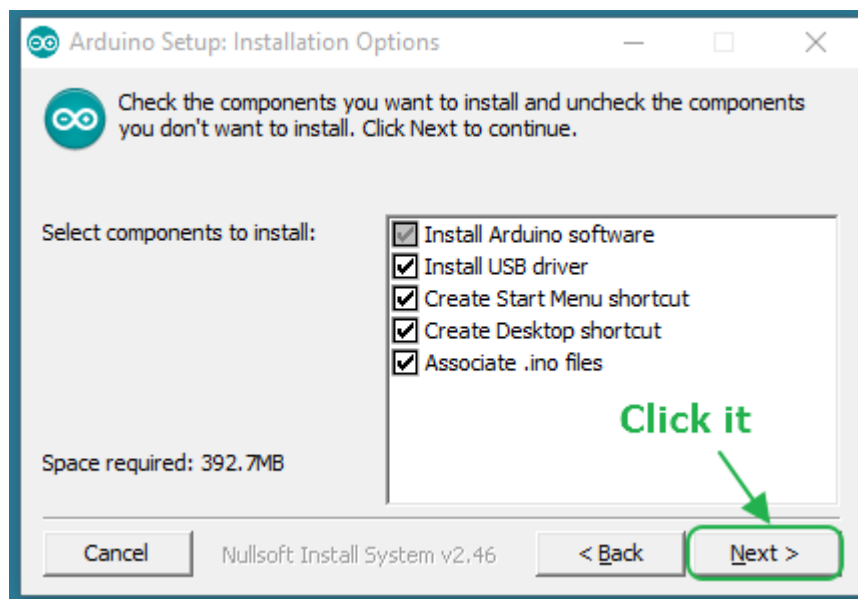 Arduino Setup: Installation Options
Check the components you want to install and uncheck the components
you don't want to install. Click Next to continue.
Select components to install:
Install Arduino software
Install USB driver
Create Start Menu shortcut
Create Desktop shortcut
Associate .ino files
Click it
Space required: 392.7MB
Cancel
Nullsoft Install System v2.46
< Back
Next >